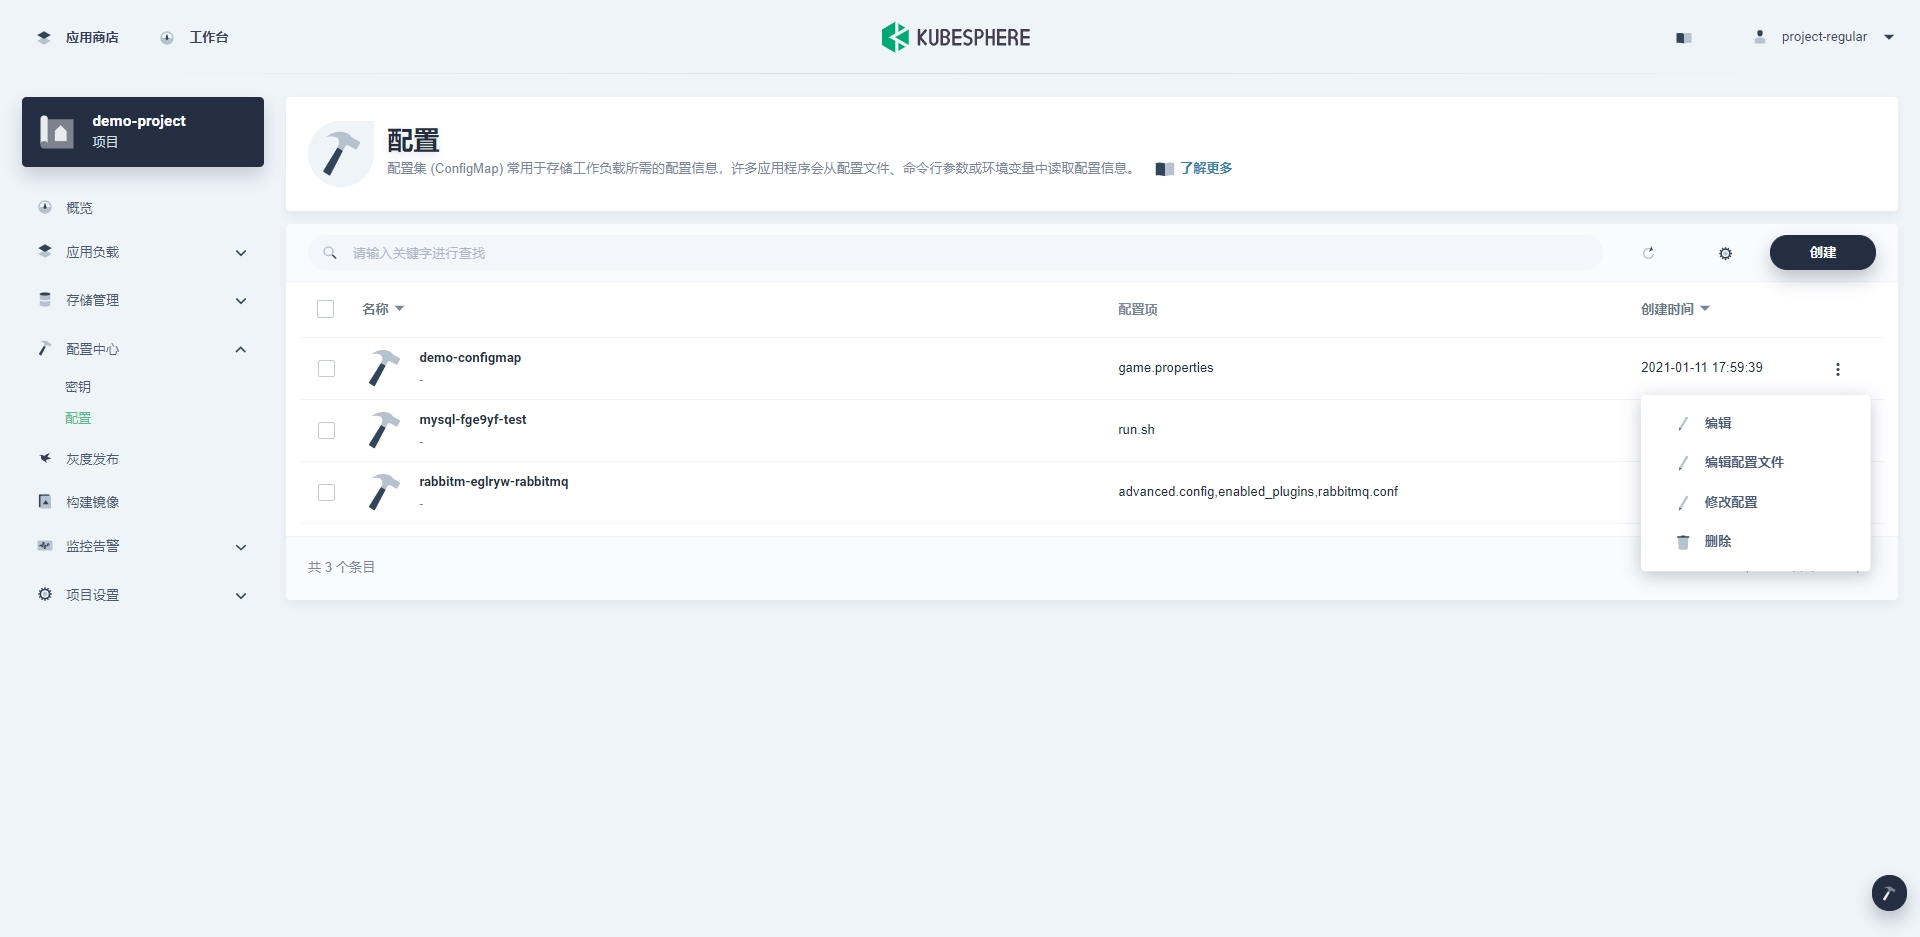 应用商店
工作台
KUBESPHERE
project-regular
demo-project
项目
概览
应用负载
存储管理
配置中心
密钥
配置
灰度发布
构建镜像
监控告警
项目设置
配置
配置集 (ConfigMap) 常用于存储工作负载所需的配置信息，许多应用程序会从配置文件、命令行参数或环境变量中读取配置信息。 了解更多
请输入关键字进行查找
创建
名称 配置项 创建时间
demo-configmap
-
game.properties
2021-01-11 17:59:39
mysql-fge9yf-test
-
run.sh
rabbitm-eglryw-rabbitmq
-
advanced.config,enabled_plugins,rabbitmq.conf
编辑
编辑配置文件
修改配置
删除
共 3 个条目